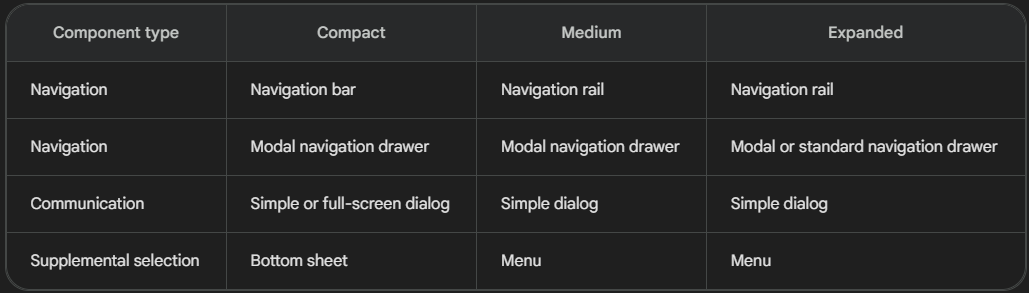 Component type Compact Medium Expanded
Navigation Navigation bar Navigation rail Navigation rail
Navigation Modal navigation drawer Modal navigation drawer Modal or standard navigation drawer
Communication Simple or full-screen dialog Simple dialog Simple dialog
Supplemental selection Bottom sheet Menu Menu